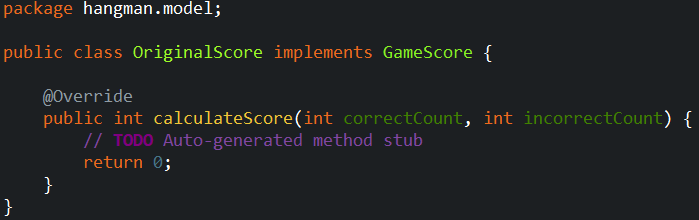 package hangman.model;
public class OriginalScore implements GameScore {
@Override
public int calculateScore(int correctCount, int incorrectCount) {
// TODO Auto-generated method stub
return 0;
}
}